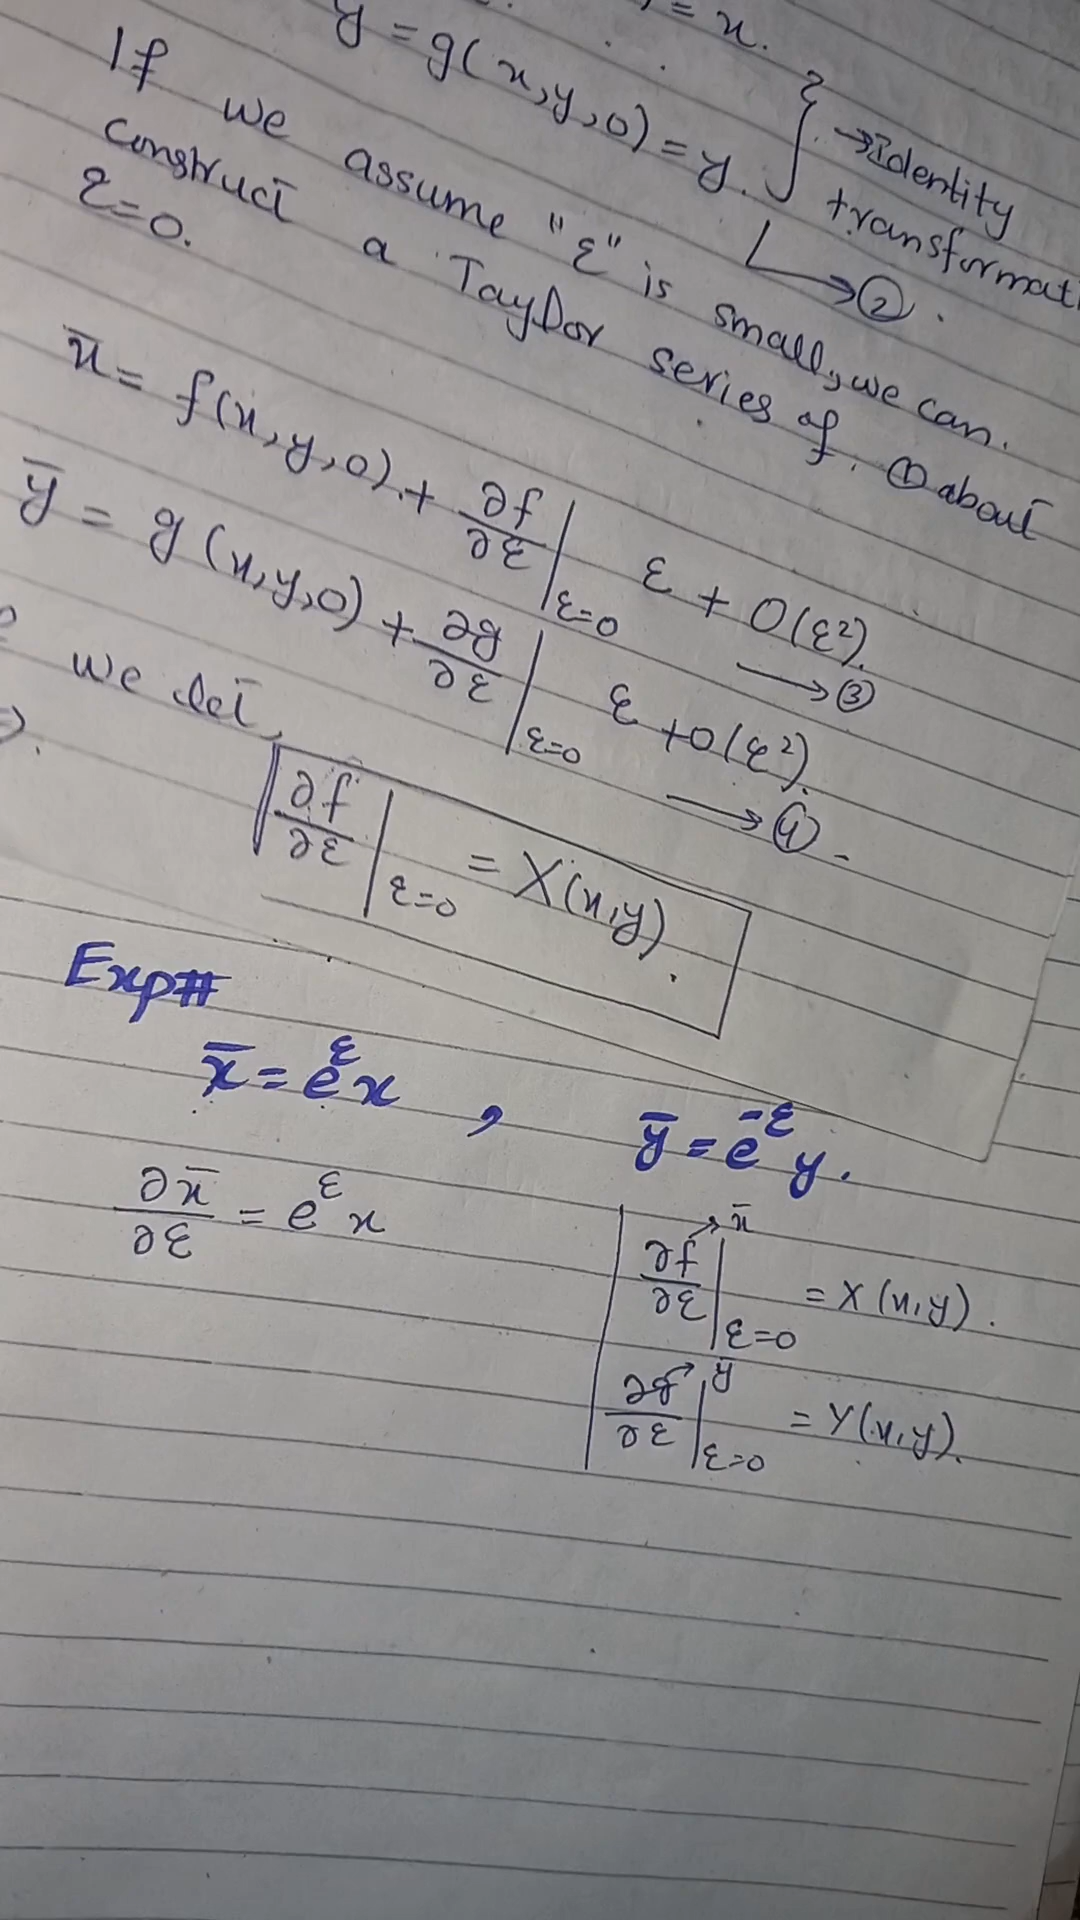 = x.
y = g(x,y,0) = y. } → Identity transformati
→ ②.
If we assume "ε" is small, we can.
construct a Taylor series of. ① about
ε=0.
x̄ = f(x,y,0) + ∂f/∂ε |ε=0 ε + O(ε²).
→ ③
ȳ = g(x,y,0) + ∂g/∂ε |ε=0 ε + O(ε²).
→ ④ -
we let,
∂f/∂ε |ε=0 = X(x,y).
Exp#
x̄ = e^ε x , ȳ = e^-ε y.
∂x̄/∂ε = e^ε x
∂f/∂ε |ε=0 = X(x,y).
→ x̄
∂g/∂ε |ε=0 = Y(x,y).
→ ȳ